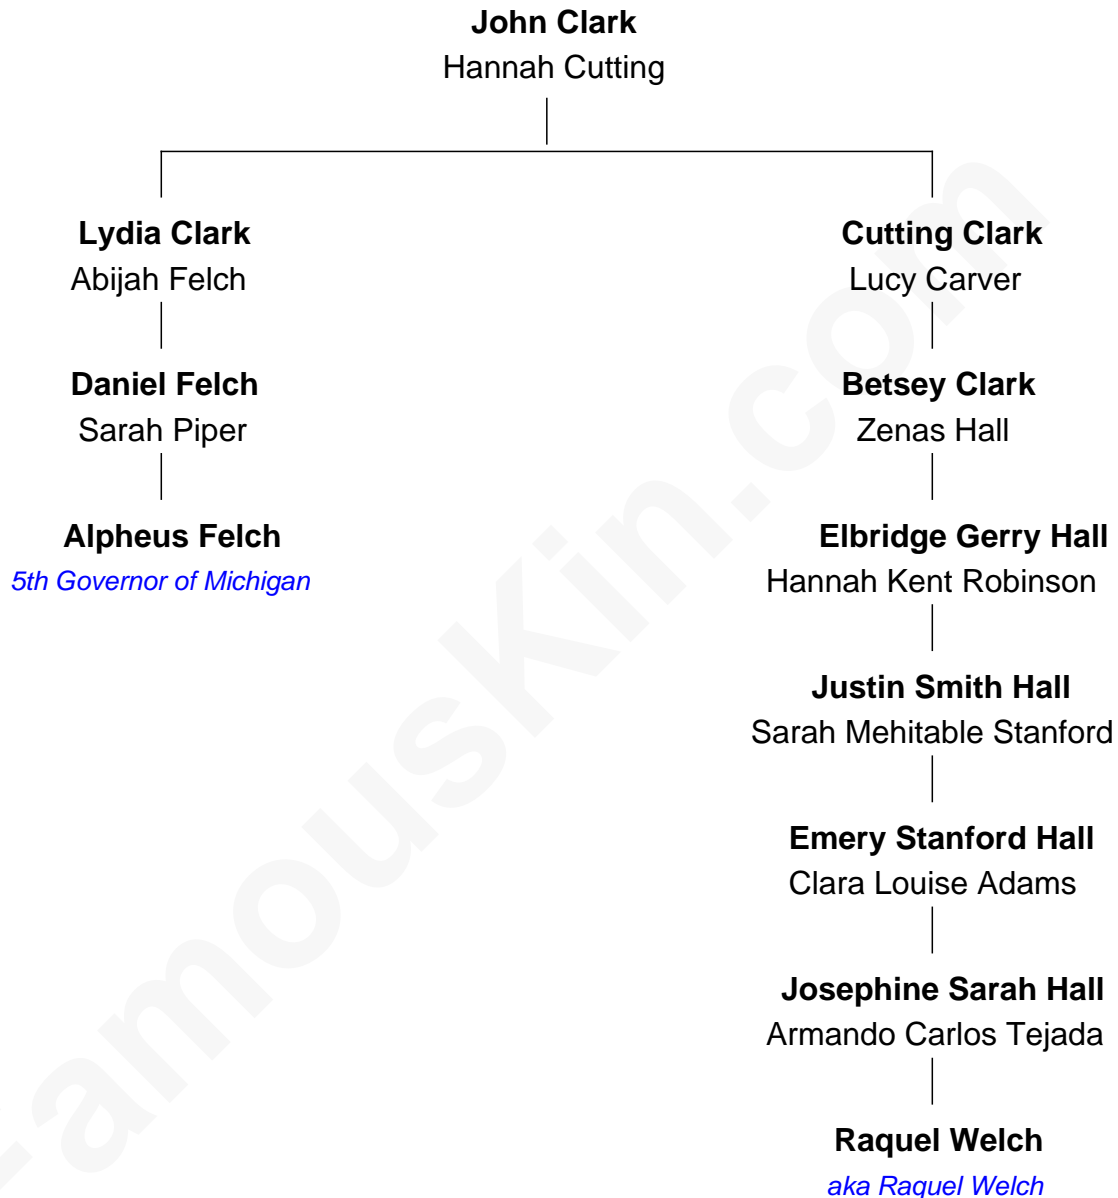 John Clark
Hannah Cutting
Lydia Clark
Abijah Felch
Cutting Clark
Lucy Carver
Daniel Felch
Sarah Piper
Betsey Clark
Zenas Hall
Alpheus Felch
5th Governor of Michigan
Elbridge Gerry Hall
Hannah Kent Robinson
Justin Smith Hall
Sarah Mehitable Stanford
Emery Stanford Hall
Clara Louise Adams
Josephine Sarah Hall
Armando Carlos Tejada
Raquel Welch
aka Raquel Welch
FamousKin.com